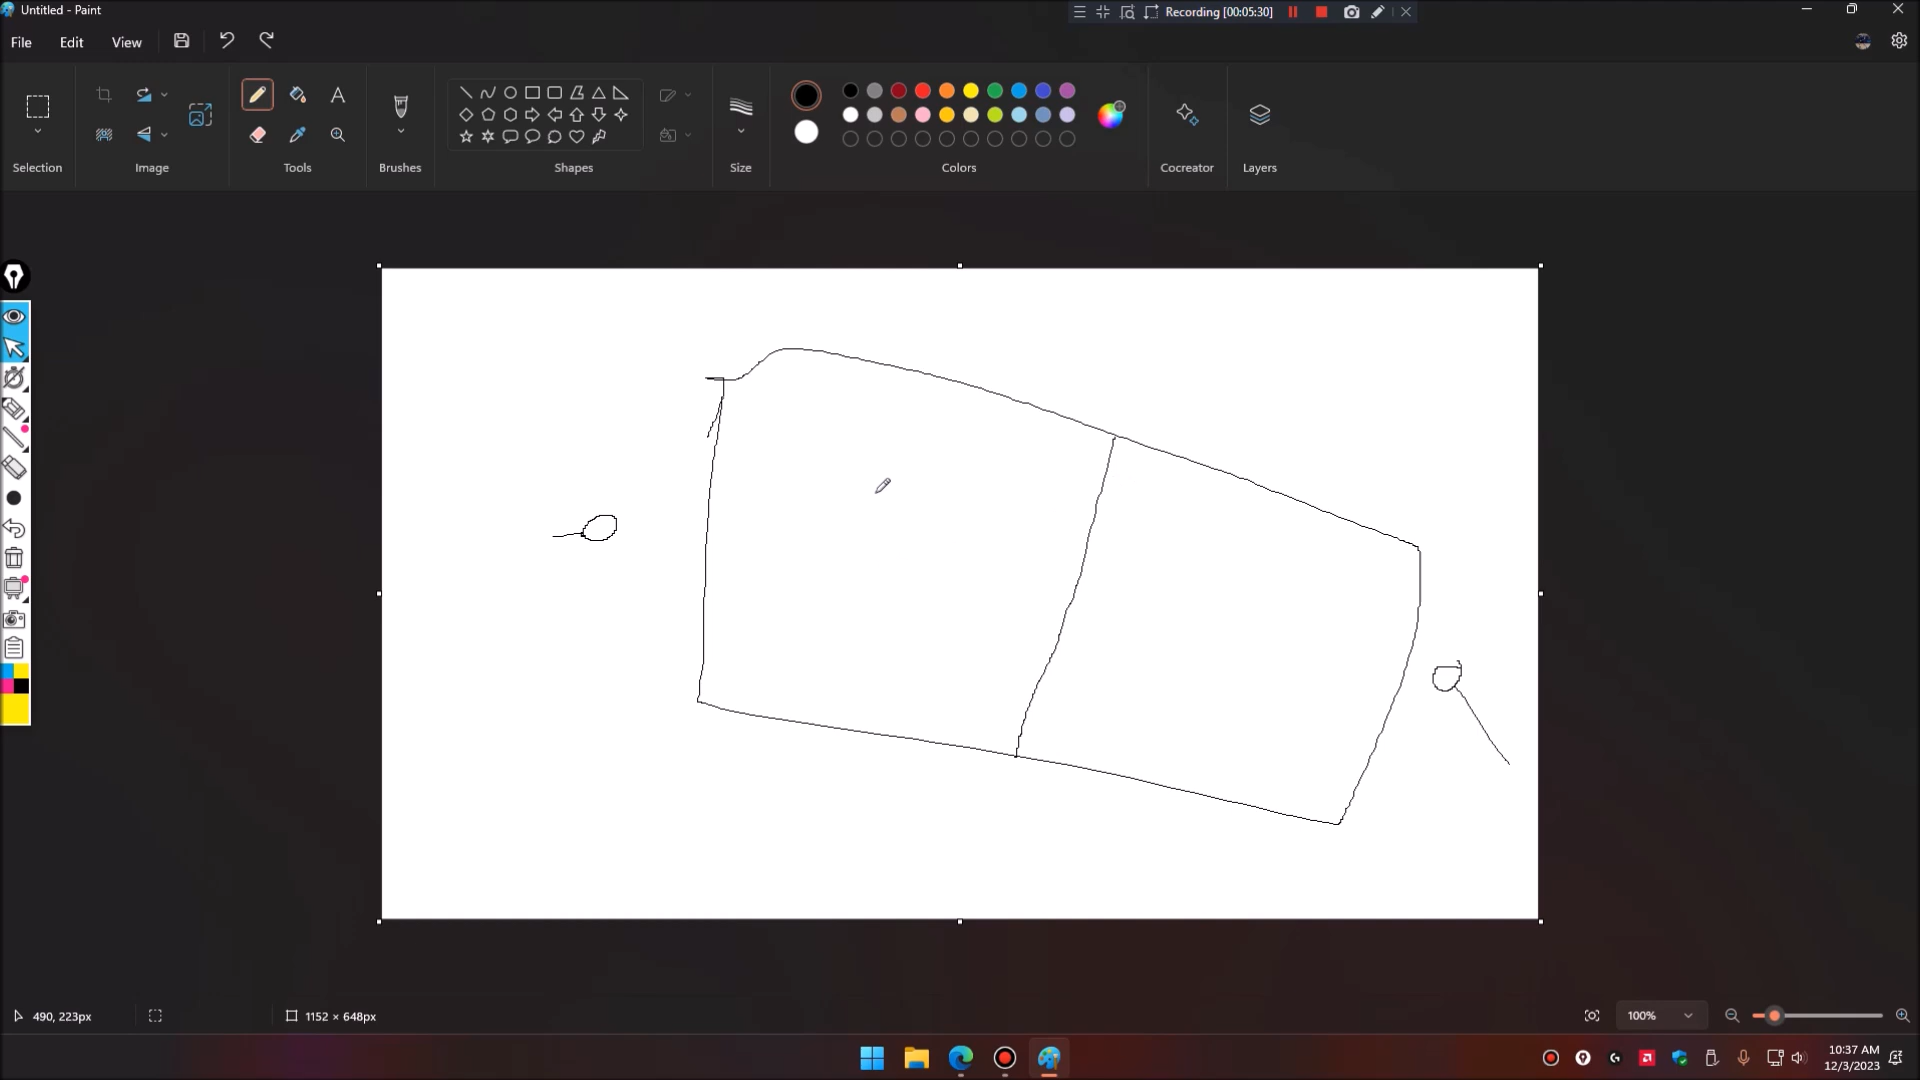 Untitled - Paint
Recording [00:05:30]
File Edit View
Selection Image Tools Brushes Shapes Size Colors Cocreator Layers
490, 223px
1152 × 648px
100%
10:37 AM
12/3/2023